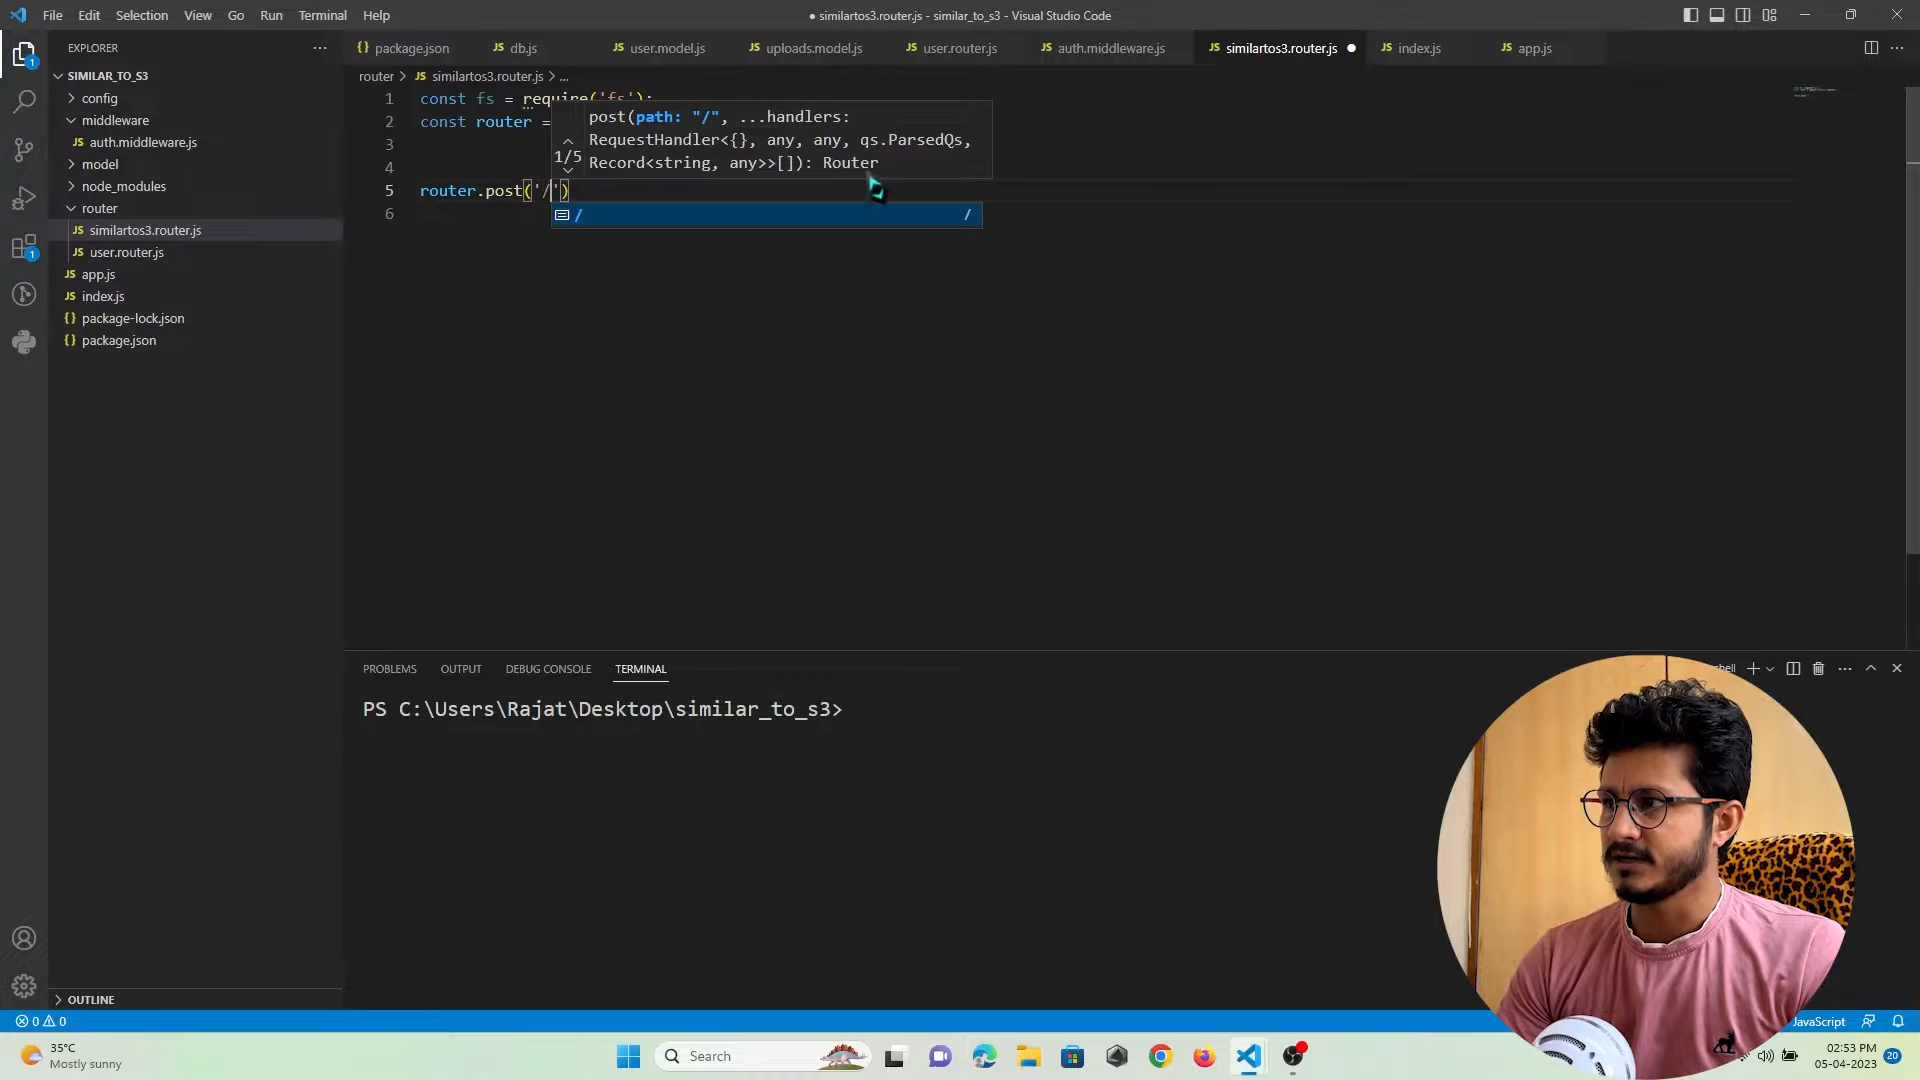 File Edit Selection View Go Run Terminal Help
● similartos3.router.js - similar_to_s3 - Visual Studio Code
EXPLORER
package.json
db.js
user.model.js
uploads.model.js
user.router.js
auth.middleware.js
similartos3.router.js
index.js
app.js
SIMILAR_TO_S3
config
middleware
auth.middleware.js
model
node_modules
router
similartos3.router.js
user.router.js
app.js
index.js
package-lock.json
package.json
OUTLINE
router > JS similartos3.router.js > ...
1 const fs = require('fs');
2 const router =
3
4
5 router.post('/')
6
post(path: "/", ...handlers:
1/5 RequestHandler<{}, any, any, qs.ParsedQs,
Record<string, any>>[]): Router
/ /
PROBLEMS OUTPUT DEBUG CONSOLE TERMINAL
PS C:\Users\Rajat\Desktop\similar_to_s3>
0 0
JavaScript
35°C
Mostly sunny
Search
02:53 PM
05-04-2023
20